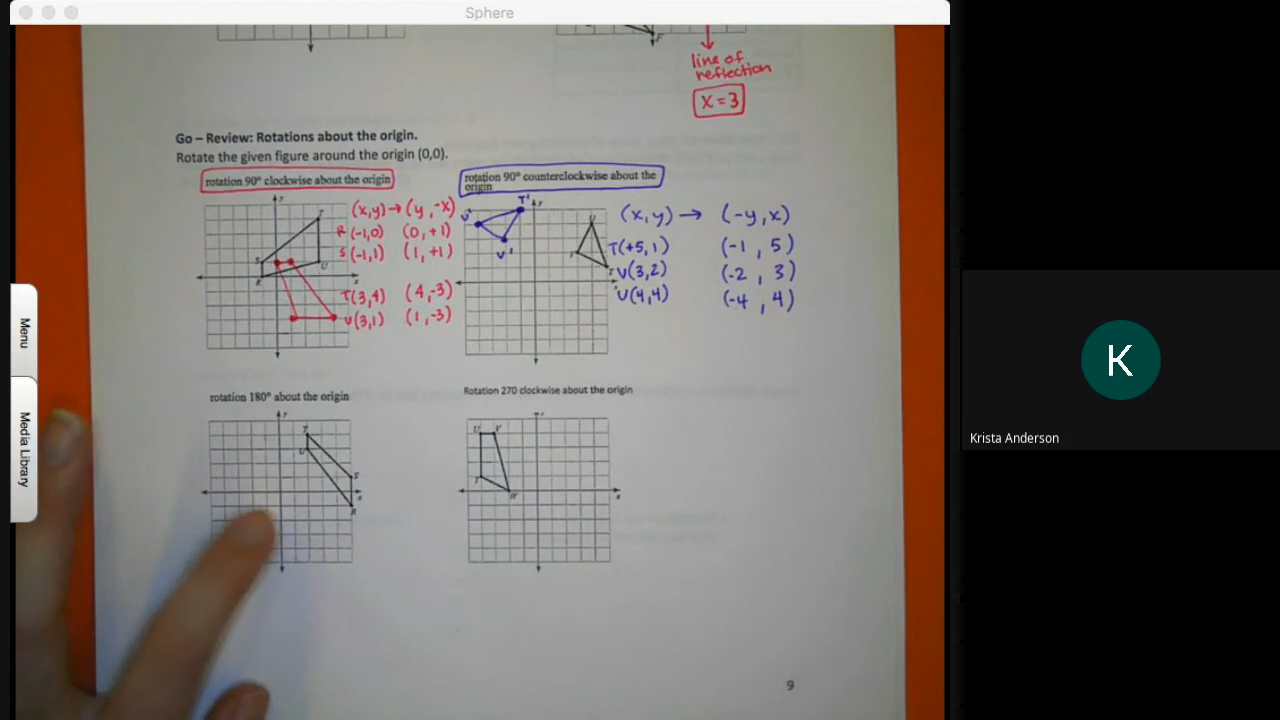 Sphere
line of
reflection
x=3
Go – Review: Rotations about the origin.
Rotate the given figure around the origin (0,0).
rotation 90° clockwise about the origin
rotation 90° counterclockwise about the
origin
(x,y) → (y, -x)
R(-1,0) (0, +1)
S(-1,1) (1, +1)
T(3,4) (4,-3)
U(3,1) (1,-3)
(x,y) → (-y,x)
T(+5,1) (-1, 5)
V(3,2) (-2, 3)
U(4,4) (-4, 4)
U' T'
V'
rotation 180° about the origin
Rotation 270 clockwise about the origin
T
U
S
R
U V
W
Menu
Media Library
K
Krista Anderson
9